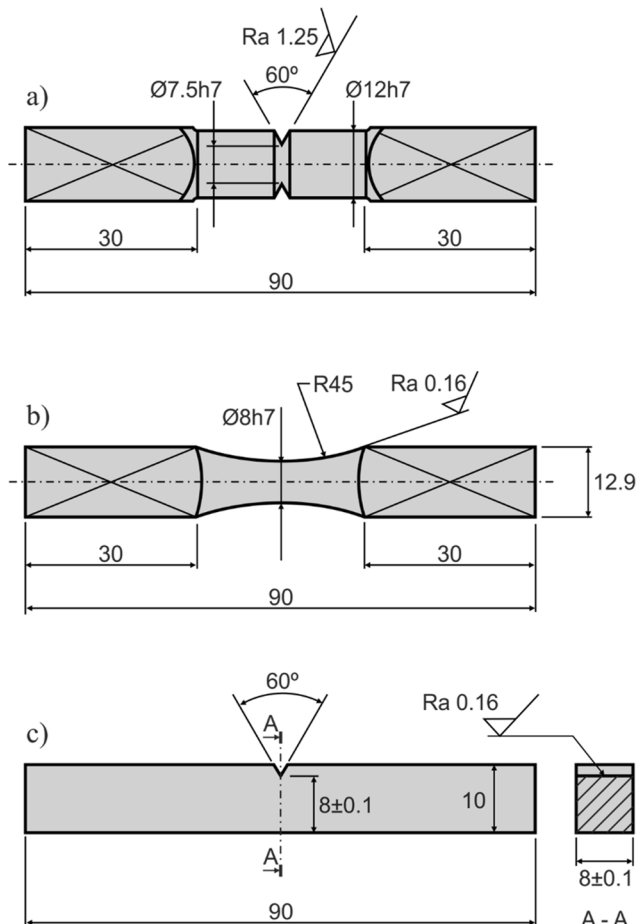 Ra 1.25
60º
Ø7.5h7
Ø12h7
a)
30
30
90
R45
Ra 0.16
Ø8h7
b)
12.9
30
30
90
60º
Ra 0.16
A
c)
8±0.1
10
A
8±0.1
90
A - A